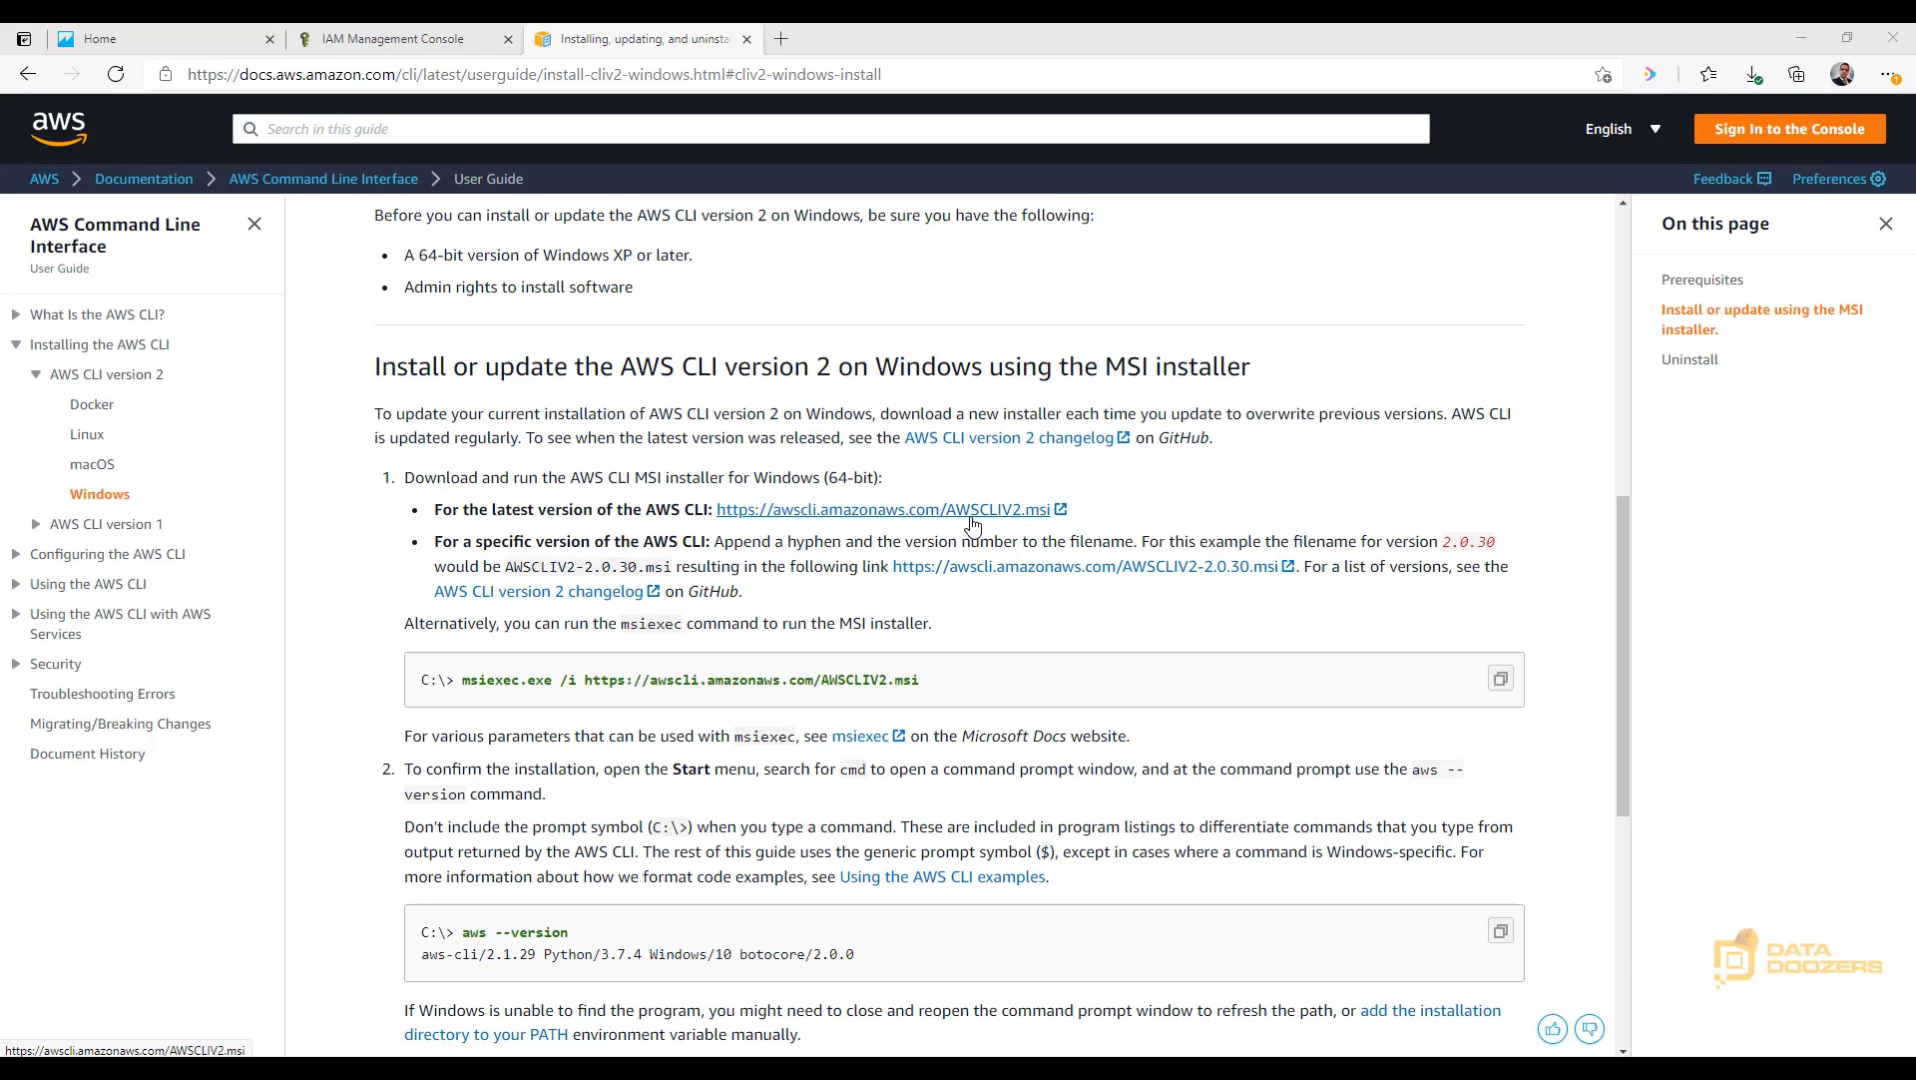 Home
IAM Management Console
Installing, updating, and uninsta
https://docs.aws.amazon.com/cli/latest/userguide/install-cliv2-windows.html#cliv2-windows-install
aws
Search in this guide
English
Sign In to the Console
AWS
Documentation
AWS Command Line Interface
User Guide
Feedback
Preferences
AWS Command Line
Interface
User Guide
What Is the AWS CLI?
Installing the AWS CLI
AWS CLI version 2
Docker
Linux
macOS
Windows
AWS CLI version 1
Configuring the AWS CLI
Using the AWS CLI
Using the AWS CLI with AWS
Services
Security
Troubleshooting Errors
Migrating/Breaking Changes
Document History
Before you can install or update the AWS CLI version 2 on Windows, be sure you have the following:
• A 64-bit version of Windows XP or later.
• Admin rights to install software
Install or update the AWS CLI version 2 on Windows using the MSI installer
To update your current installation of AWS CLI version 2 on Windows, download a new installer each time you update to overwrite previous versions. AWS CLI
is updated regularly. To see when the latest version was released, see the AWS CLI version 2 changelog on GitHub.
1. Download and run the AWS CLI MSI installer for Windows (64-bit):
• For the latest version of the AWS CLI: https://awscli.amazonaws.com/AWSCLIV2.msi
• For a specific version of the AWS CLI: Append a hyphen and the version number to the filename. For this example the filename for version 2.0.30
would be AWSCLIV2-2.0.30.msi resulting in the following link https://awscli.amazonaws.com/AWSCLIV2-2.0.30.msi. For a list of versions, see the
AWS CLI version 2 changelog on GitHub.
Alternatively, you can run the msiexec command to run the MSI installer.
C:\> msiexec.exe /i https://awscli.amazonaws.com/AWSCLIV2.msi
For various parameters that can be used with msiexec, see msiexec on the Microsoft Docs website.
2. To confirm the installation, open the Start menu, search for cmd to open a command prompt window, and at the command prompt use the aws --
version command.
Don't include the prompt symbol (C:\>) when you type a command. These are included in program listings to differentiate commands that you type from
output returned by the AWS CLI. The rest of this guide uses the generic prompt symbol ($), except in cases where a command is Windows-specific. For
more information about how we format code examples, see Using the AWS CLI examples.
C:\> aws --version
aws-cli/2.1.29 Python/3.7.4 Windows/10 botocore/2.0.0
If Windows is unable to find the program, you might need to close and reopen the command prompt window to refresh the path, or add the installation
directory to your PATH environment variable manually.
On this page
Prerequisites
Install or update using the MSI
installer.
Uninstall
DATA
DOOZERS
https://awscli.amazonaws.com/AWSCLIV2.msi